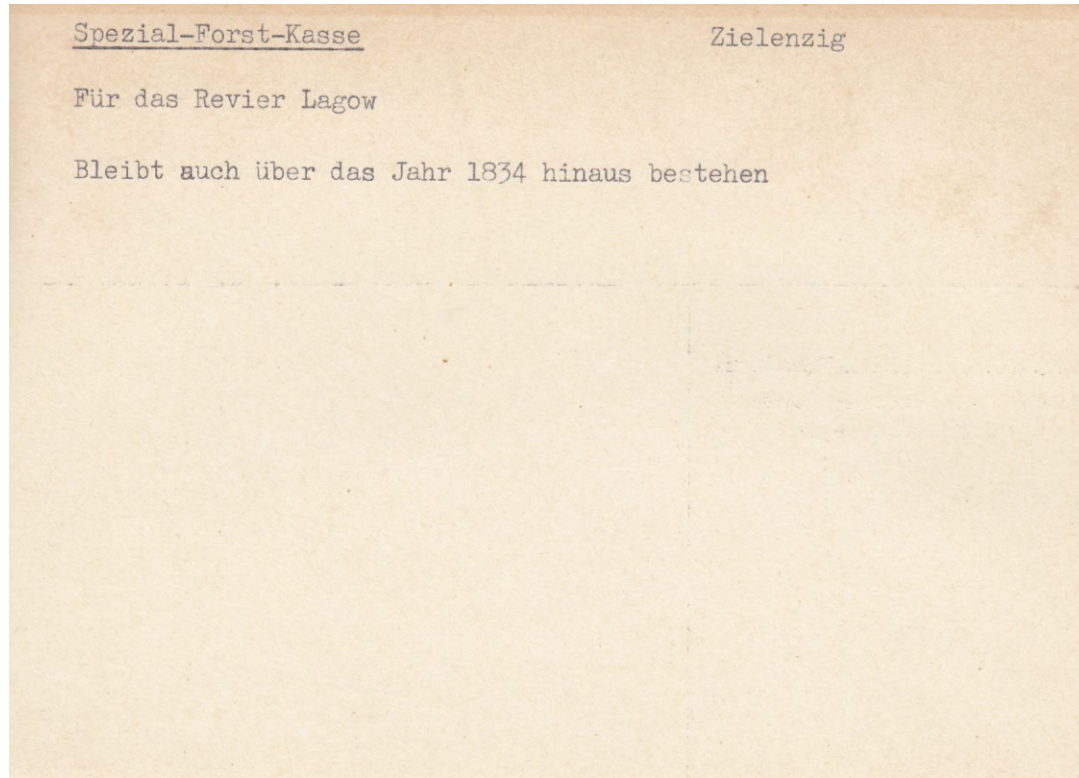 Spezial-Forst-Kasse Zielenzig
Für das Revier Lagow
Bleibt auch über das Jahr 1834 hinaus bestehen